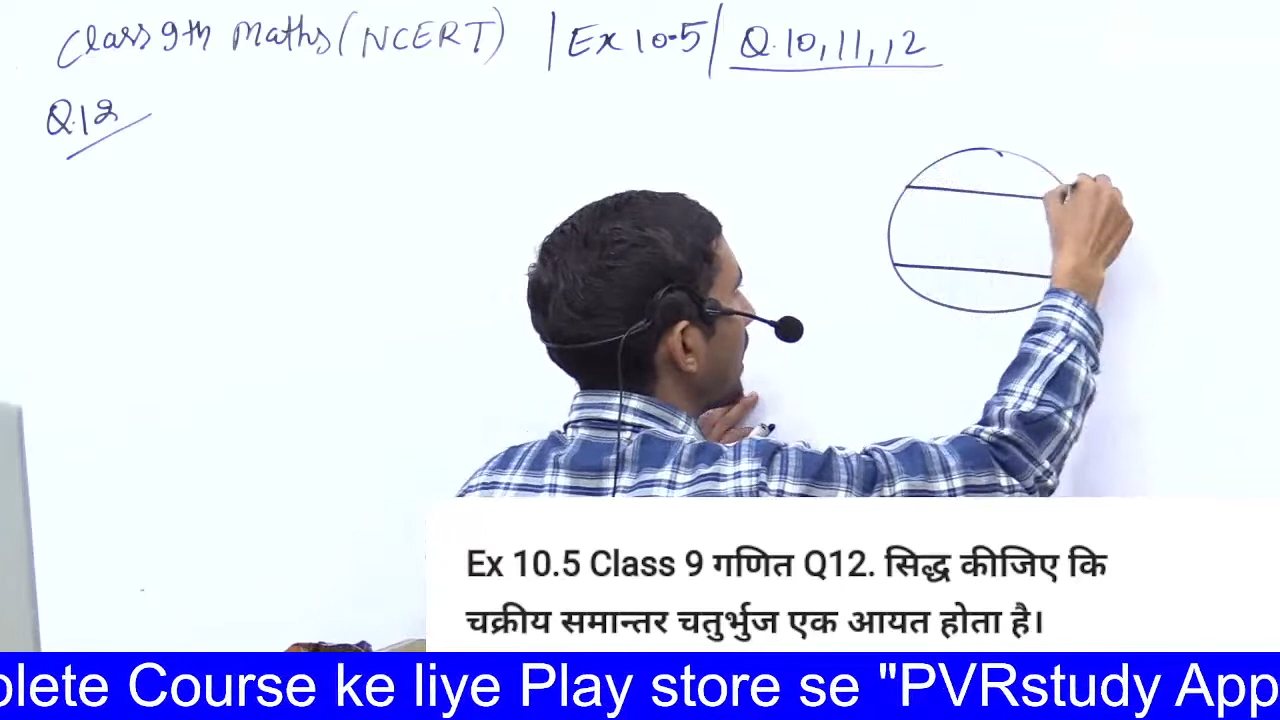 Class 9th Maths (NCERT) | Ex 10.5 | Q.10, 11, 12
Q.12
Ex 10.5 Class 9 गणित Q12. सिद्ध कीजिए कि
चक्रीय समान्तर चतुर्भुज एक आयत होता है।
plete Course ke liye Play store se "PVRstudy App